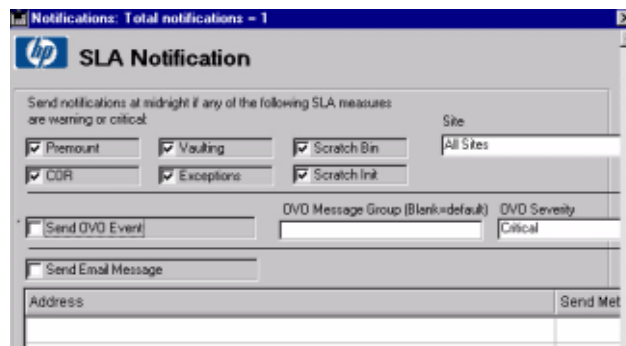 Notifications: Total notifications - 1
hp
SLA Notification
Send notifications at midnight if any of the following SLA measures
are warning or critical:
Site
Premount
Vaulting
Scratch Bin
All Sites
CDR
Exceptions
Scratch Init
OVO Message Group (Blank=default)
OVO Severity
Send OVO Event
Critical
Send Email Message
Address
Send Met